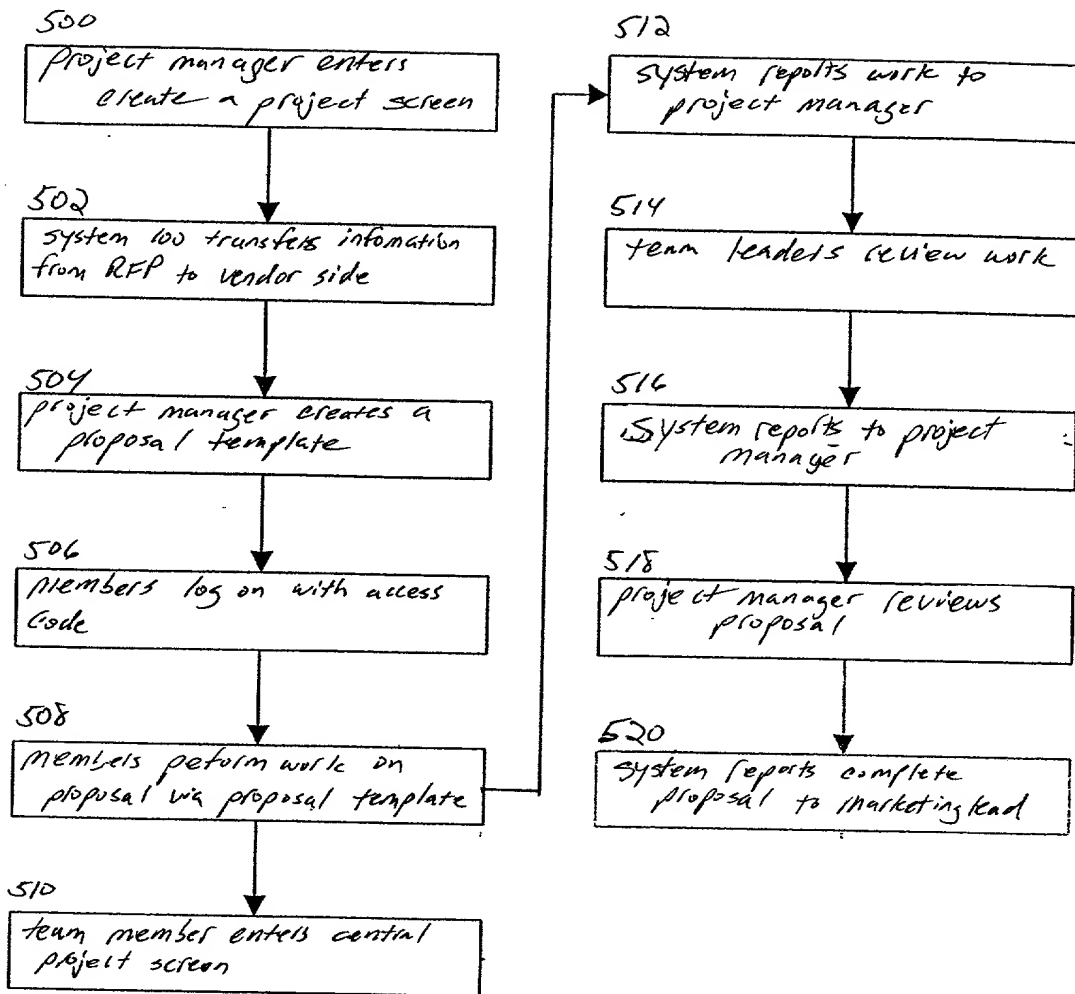 500
project manager enters
create a project screen
502
system 100 transfers infomation
from RFP to vendor side
504
project manager creates a
proposal template
506
members log on with access
code
508
members peform work on
proposal via proposal template
510
team member enters central
project screen
512
system reports work to
project manager
514
team leaders review work
516
system reports to project
manager
518
project manager reviews
proposal
520
system reports complete
proposal to marketing lead